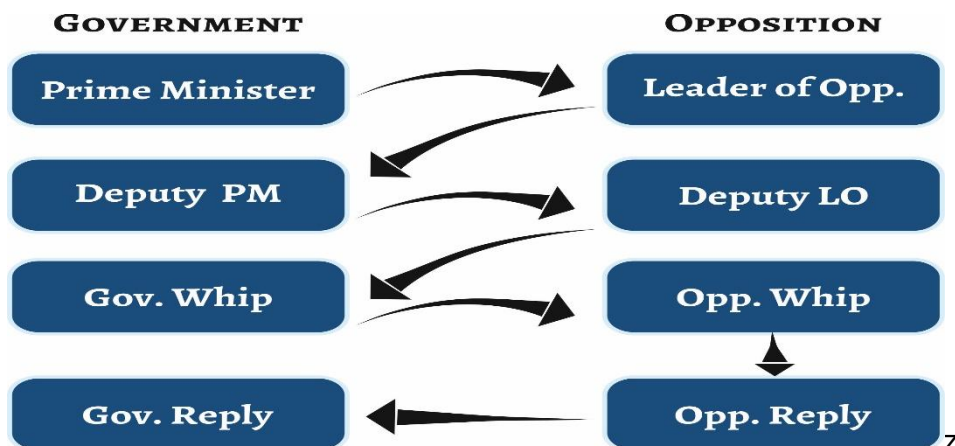 GOVERNMENT OPPOSITION
Prime Minister Leader of Opp.
Deputy PM Deputy LO
Gov. Whip Opp. Whip
Gov. Reply Opp. Reply
7